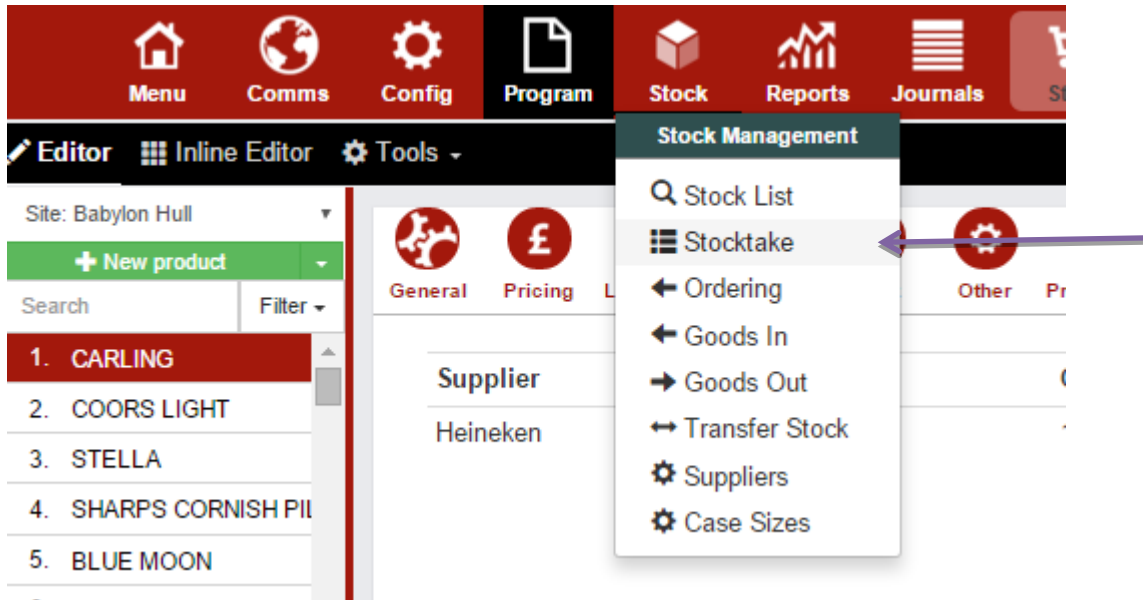 Menu Comms Config Program Stock Reports Journals
Editor Inline Editor Tools
Stock Management
Stock List
Stocktake
Ordering
Goods In
Goods Out
Transfer Stock
Suppliers
Case Sizes
Site: Babylon Hull
New product
Search Filter
1. CARLING
2. COORS LIGHT
3. STELLA
4. SHARPS CORNISH PIL
5. BLUE MOON
General £ Pricing L Other Pr
Supplier
Heineken